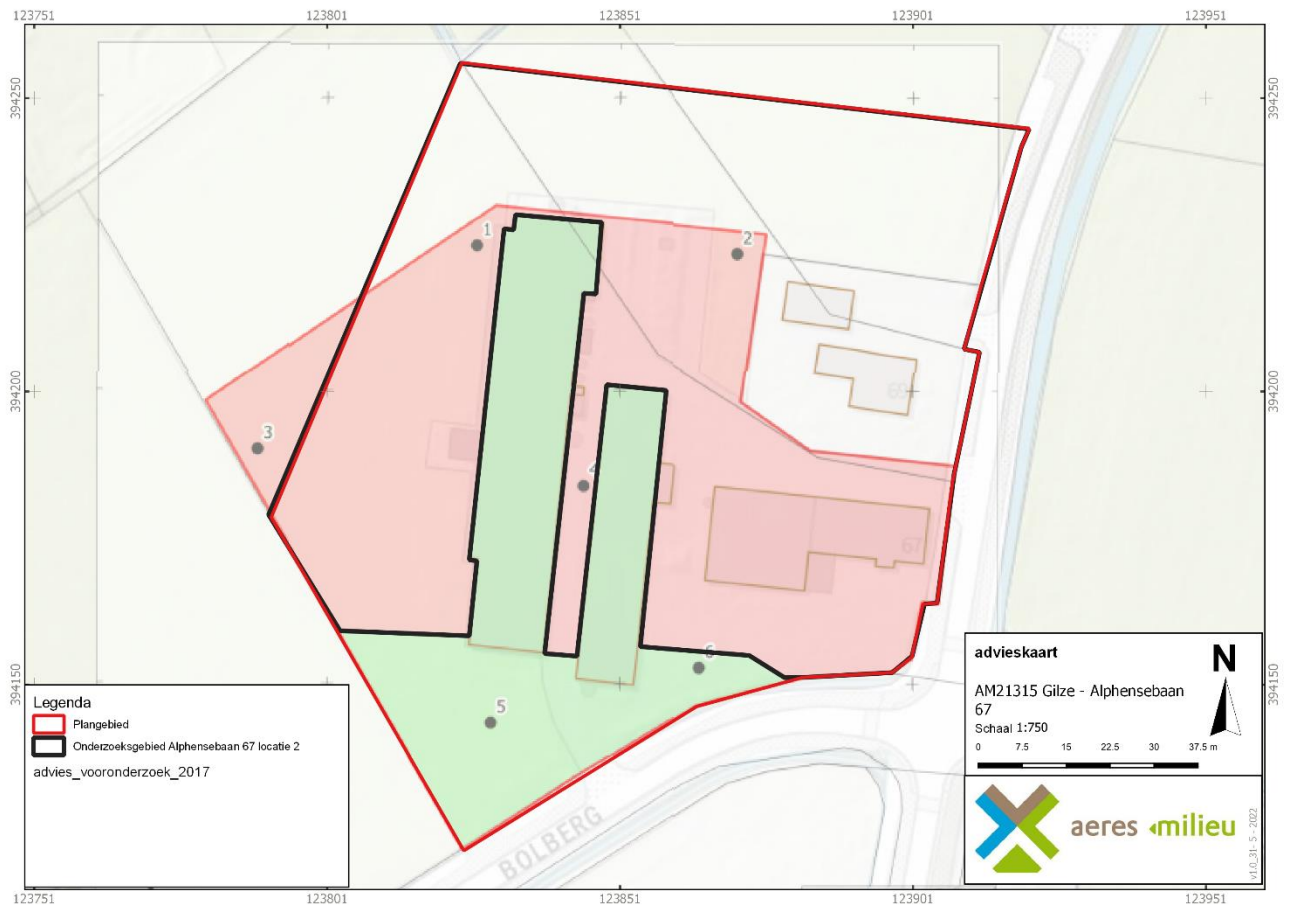 123751
123801
123851
123901
123951
394250
394250
1
2
394200
394200
69
3
4
67
6
5
394150
394150
BOLBERG
Legenda
Plangebied
Onderzoeksgebied Alphensebaan 67 locatie 2
advies_vooronderzoek_2017
advieskaart
N
AM21315 Gilze - Alphensebaan
67
Schaal 1:750
0 7.5 15 22.5 30 37.5 m
aeres milieu
v1.0_31- 5 - 2022
123751
123801
123851
123901
123951